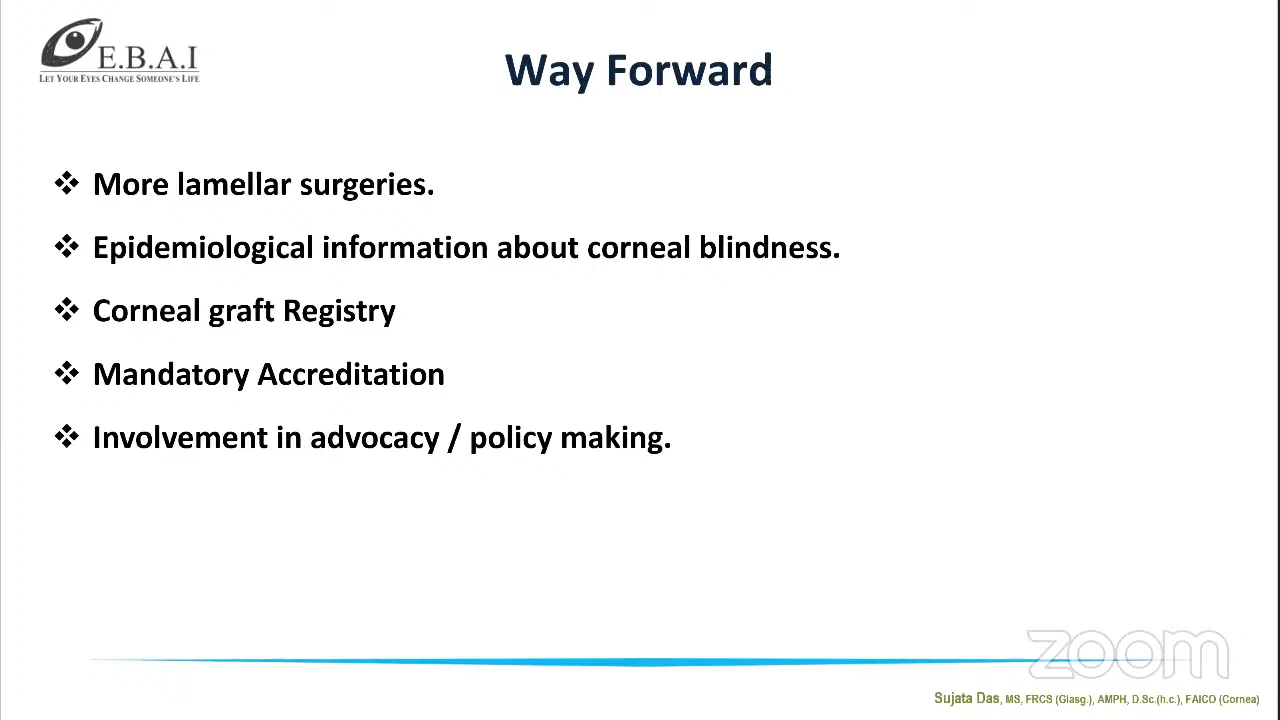 E.B.A.I
LET YOUR EYES CHANGE SOMEONE'S LIFE
Way Forward
❖ More lamellar surgeries.
❖ Epidemiological information about corneal blindness.
❖ Corneal graft Registry
❖ Mandatory Accreditation
❖ Involvement in advocacy / policy making.
zoom
Sujata Das, MS, FRCS (Glasg.), AMPH, D.Sc.(h.c.), FAICO (Cornea)